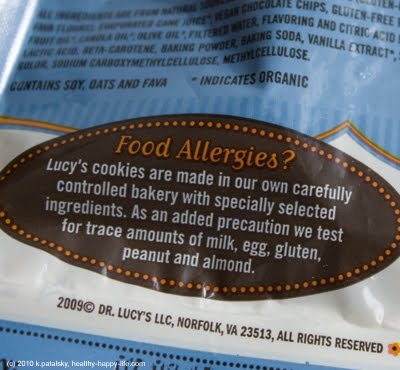 ALL INGREDIENTS ARE FROM NATURAL
FAVA FLOURS), EVAPORATED CANE JUICE*, VEGAN CHOCOLATE CHIPS, GLUTEN-FREE
FRUIT OIL*, CANOLA OIL*, OLIVE OIL*, FILTERED WATER, FLAVORING AND CITRIC ACID
LACTIC ACID, BETA-CAROTENE, BAKING POWDER, BAKING SODA, VANILLA EXTRACT*,
GUM, SODIUM CARBOXYMETHYLCELLULOSE, METHYLCELLULOSE.
CONTAINS SOY, OATS AND FAVA * INDICATES ORGANIC
Food Allergies?
Lucy's cookies are made in our own carefully
controlled bakery with specially selected
ingredients. As an added precaution we test
for trace amounts of milk, egg, gluten,
peanut and almond.
2009© DR. LUCY'S LLC, NORFOLK, VA 23513, ALL RIGHTS RESERVED
(c) 2010 k.patalsky, healthy-happy-life.com